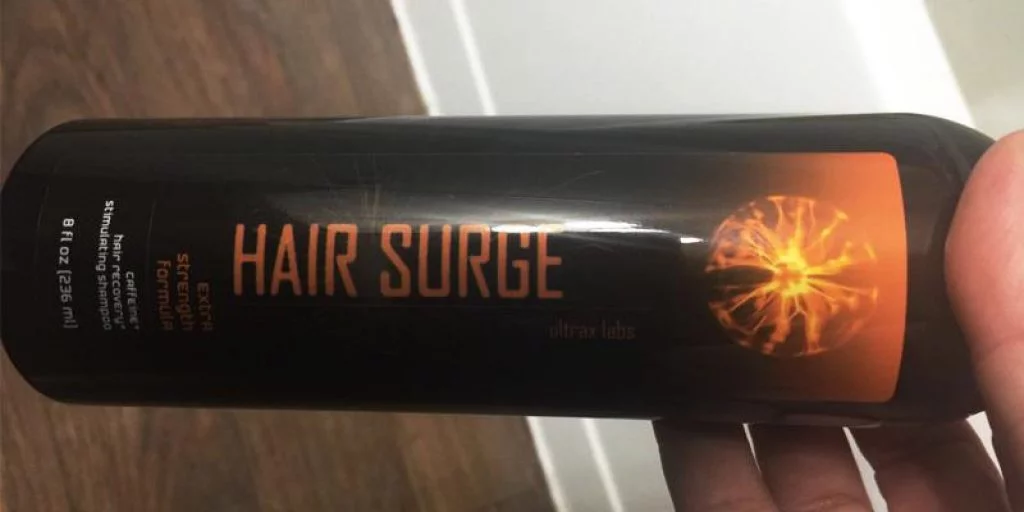 HAIR SURGE
ultrax labs
extra
strength
formula
caffeine*
hair recovery*
stimulating shampoo
8 fl oz (236 ml)